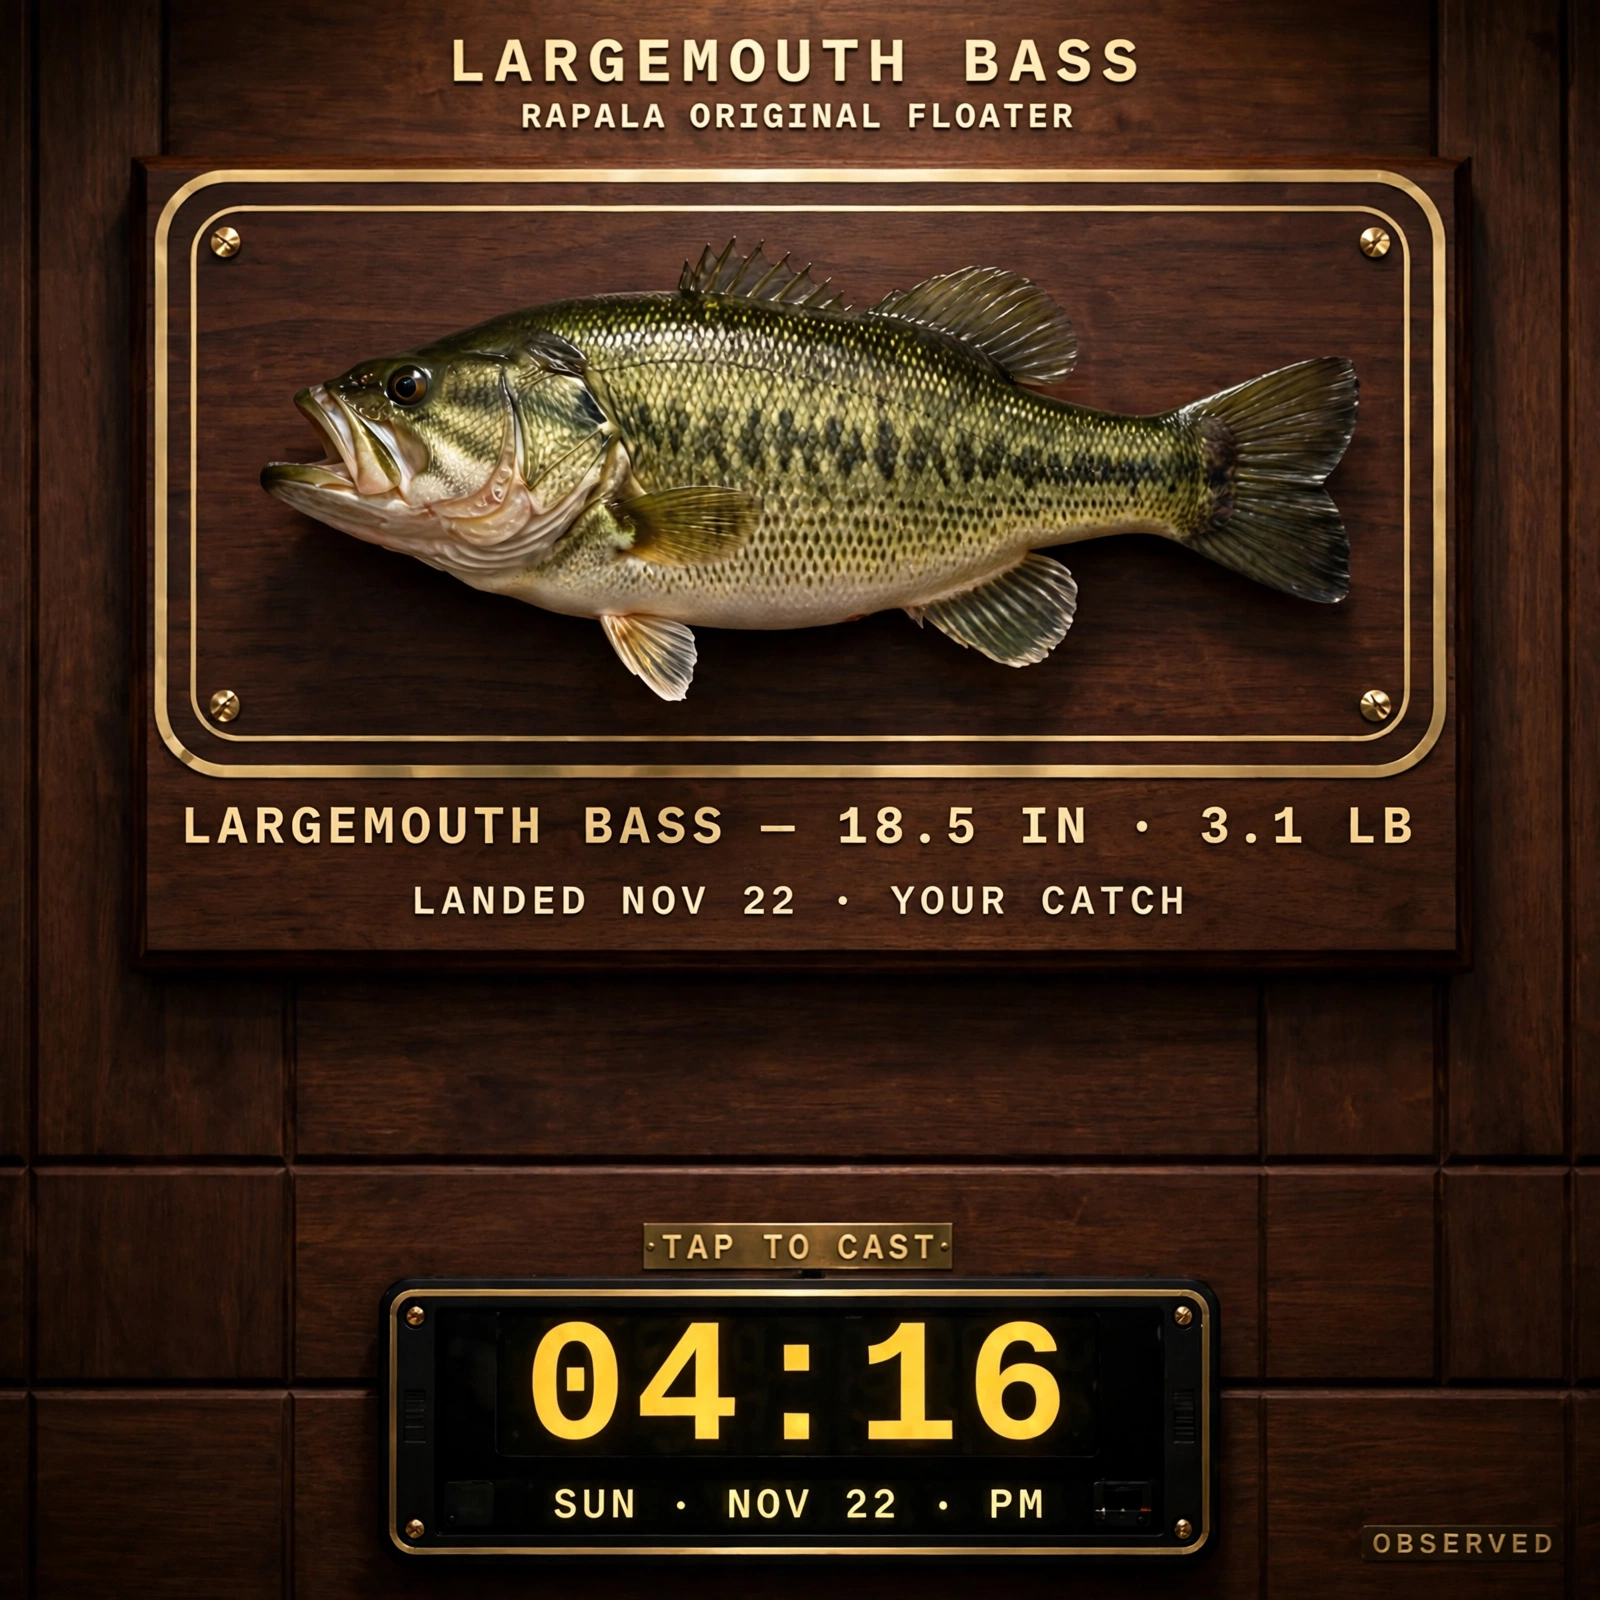 LARGEMOUTH BASS
RAPALA ORIGINAL FLOATER
LARGEMOUTH BASS — 18.5 IN · 3.1 LB
LANDED NOV 22 · YOUR CATCH
TAP TO CAST
04:16
SUN · NOV 22 · PM
OBSERVED